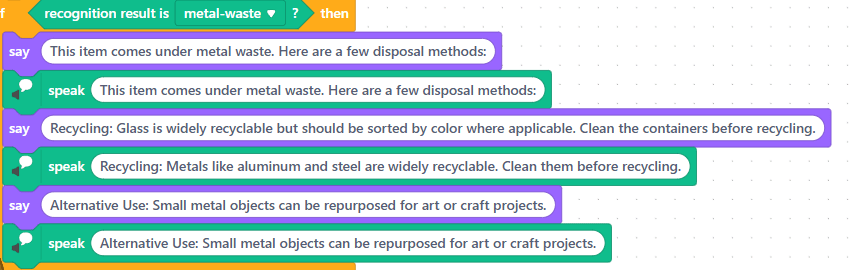 f recognition result is metal-waste ? then
say This item comes under metal waste. Here are a few disposal methods:
speak This item comes under metal waste. Here are a few disposal methods:
say Recycling: Glass is widely recyclable but should be sorted by color where applicable. Clean the containers before recycling.
speak Recycling: Metals like aluminum and steel are widely recyclable. Clean them before recycling.
say Alternative Use: Small metal objects can be repurposed for art or craft projects.
speak Alternative Use: Small metal objects can be repurposed for art or craft projects.